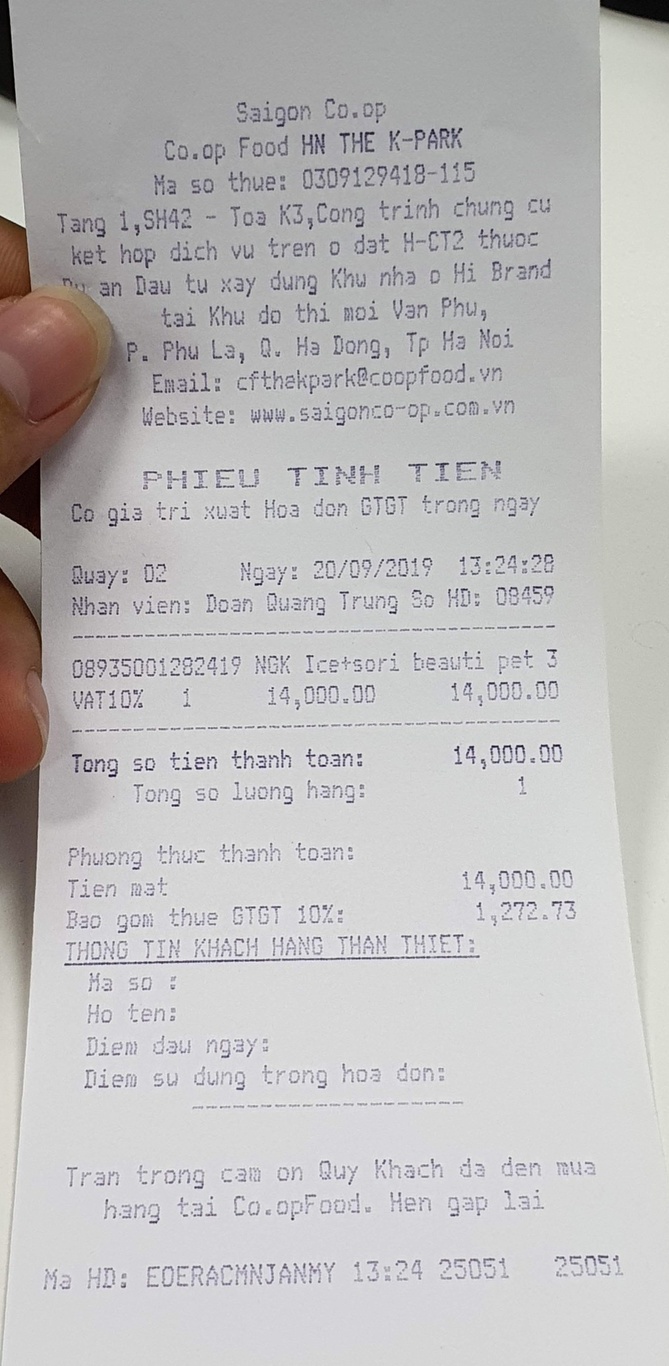 Saigon Co.op
Co.op Food HN THE K-PARK
Ma so thue: 0309129418-115
Tang 1,SH42 - Toa K3,Cong trinh chung cu
ket hop dich vu tren o dat H-CT2 thuoc
an Dau tu xay dung Khu nha o Hi Brand
tai Khu do thi moi Van Phu,
P. Phu La, Q. Ha Dong, Tp Ha Noi
Email: cfthekpark@coopfood.vn
Website: www.saigonco-op.com.vn
PHIEU TINH TIEN
Co gia tri xuat Hoa don GTGT trong ngay
Quay: 02 Ngay: 20/09/2019 13:24:28
Nhan vien: Doan Quang Trung So HD: 08459
08935001282419 NGK Ice+sori beauti pet 3
VAT10% 1 14,000.00 14,000.00
Tong so tien thanh toan: 14,000.00
Tong so luong hang: 1
Phuong thuc thanh toan:
Tien mat 14,000.00
Bao gom thue GTGT 10%: 1,272.73
THONG TIN KHACH HANG THAN THIET:
Ma so :
Ho ten:
Diem dau ngay:
Diem su dung trong hoa don:
Tran trong cam on Quy Khach da den mua
hang tai Co.opFood. Hen gap lai
Ma HD: EOERACMNJANMY 13:24 25051 25051